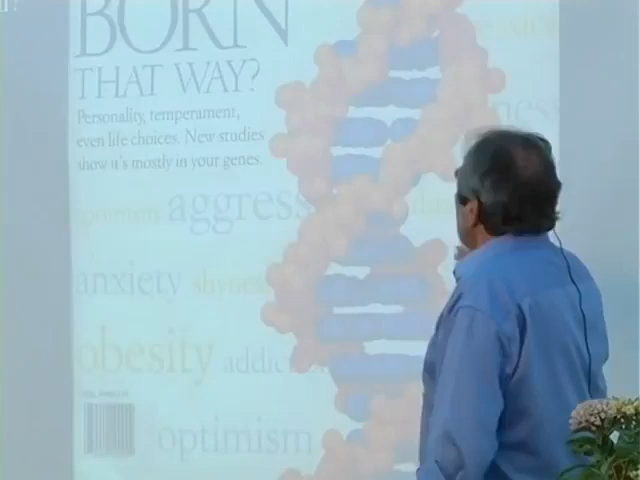 BORN
THAT WAY?
Personality, temperament,
even life choices. New studies
show it's mostly in your genes.
aggress
anxiety shyness
obesity addic
optimism